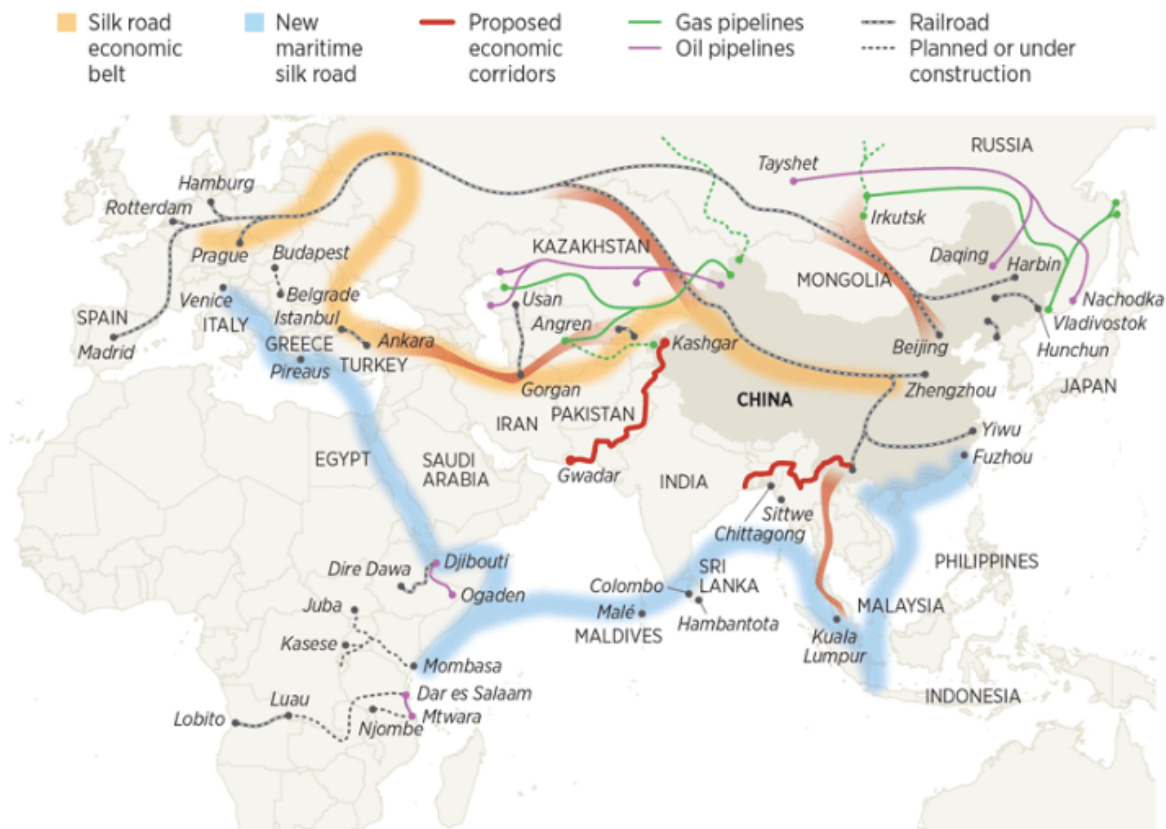 Silk road
economic
belt
New
maritime
silk road
Proposed
economic
corridors
Gas pipelines
Oil pipelines
Railroad
Planned or under
construction
RUSSIA
Tayshet
Hamburg
Rotterdam
Irkutsk
Prague
Budapest
KAZAKHSTAN
Daqing
Harbin
MONGOLIA
Venice
Belgrade
Usan
Nachodka
SPAIN
ITALY
Istanbul
Angren
Vladivostok
Madrid
GREECE
Ankara
Kashgar
Beijing
Hunchun
Pireaus
TURKEY
Gorgan
Zhengzhou
JAPAN
CHINA
IRAN
PAKISTAN
Yiwu
EGYPT
SAUDI
ARABIA
Gwadar
INDIA
Fuzhou
Sittwe
Chittagong
Djibouti
Dire Dawa
SRI
LANKA
PHILIPPINES
Ogaden
Colombo
Juba
Malé
Hambantota
MALAYSIA
MALDIVES
Kasese
Kuala
Lumpur
Mombasa
Dar es Salaam
INDONESIA
Luau
Lobito
Njombe
Mtwara